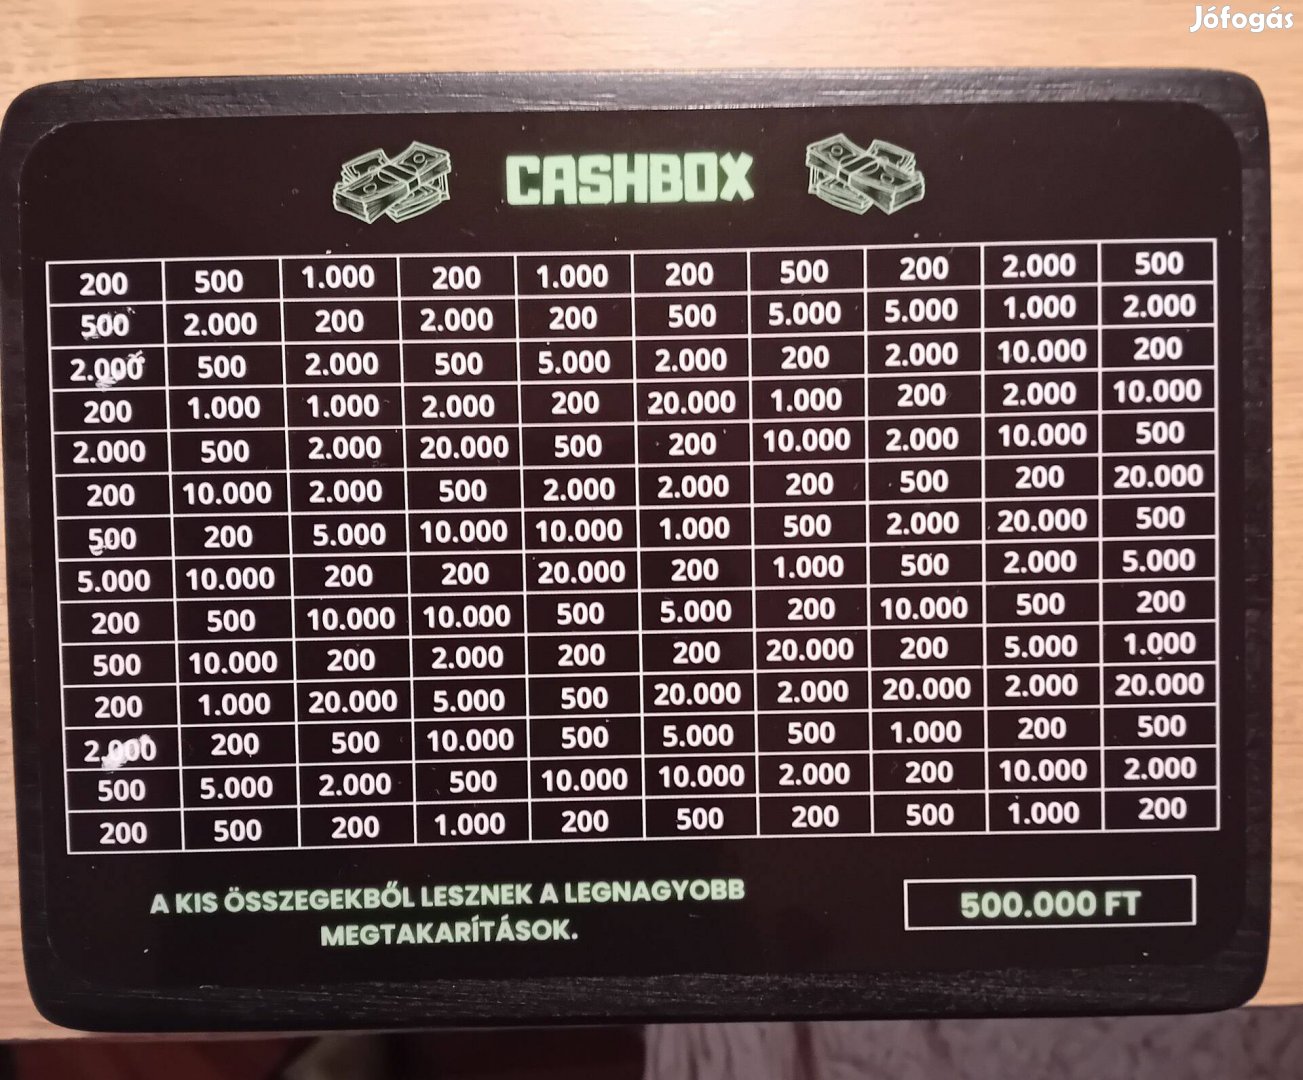 Jófogás
CASHBOX
200 500 1.000 200 1.000 200 500 200 2.000 500
500 2.000 200 2.000 200 500 5.000 5.000 1.000 2.000
2.000 500 2.000 500 5.000 2.000 200 2.000 10.000 200
200 1.000 1.000 2.000 200 20.000 1.000 200 2.000 10.000
2.000 500 2.000 20.000 500 200 10.000 2.000 10.000 500
200 10.000 2.000 500 2.000 2.000 200 500 200 20.000
500 200 5.000 10.000 10.000 1.000 500 2.000 20.000 500
5.000 10.000 200 200 20.000 200 1.000 500 2.000 5.000
200 500 10.000 10.000 500 5.000 200 10.000 500 200
500 10.000 200 2.000 200 200 20.000 200 5.000 1.000
200 1.000 20.000 5.000 500 20.000 2.000 20.000 2.000 20.000
2.000 200 500 10.000 500 5.000 500 1.000 200 500
500 5.000 2.000 500 10.000 10.000 2.000 200 10.000 2.000
200 500 200 1.000 200 500 200 500 1.000 200
A KIS ÖSSZEGEKBŐL LESZNEK A LEGNAGYOBB
MEGTAKARÍTÁSOK.
500.000 FT